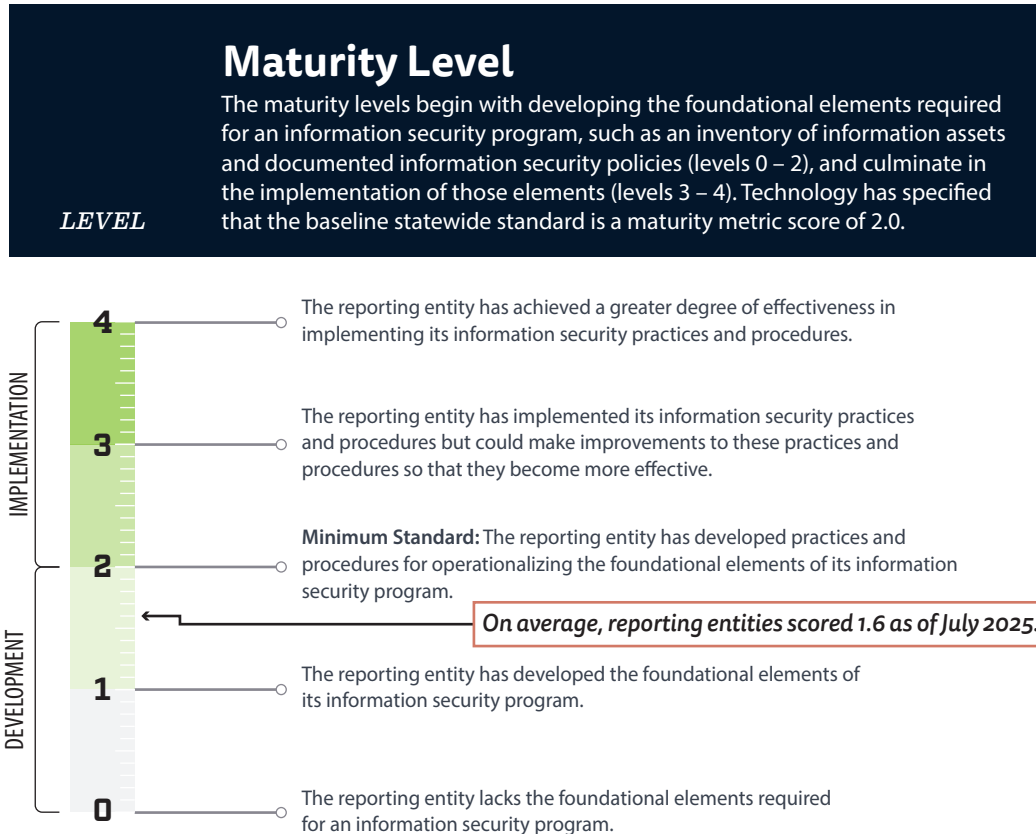 Maturity Level
The maturity levels begin with developing the foundational elements required
for an information security program, such as an inventory of information assets
and documented information security policies (levels 0 – 2), and culminate in
the implementation of those elements (levels 3 – 4). Technology has specified
that the baseline statewide standard is a maturity metric score of 2.0.
LEVEL
4
The reporting entity has achieved a greater degree of effectiveness in
implementing its information security practices and procedures.
IMPLEMENTATION
3
The reporting entity has implemented its information security practices
and procedures but could make improvements to these practices and
procedures so that they become more effective.
2
Minimum Standard: The reporting entity has developed practices and
procedures for operationalizing the foundational elements of its information
security program.
On average, reporting entities scored 1.6 as of July 2025.
DEVELOPMENT
1
The reporting entity has developed the foundational elements of
its information security program.
0
The reporting entity lacks the foundational elements required
for an information security program.